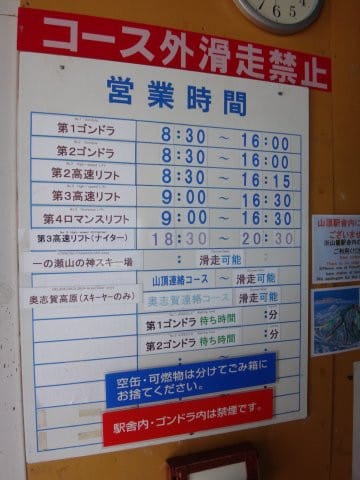 コース外滑走禁止
営業時間
第1ゴンドラ 8:30 ～ 16:00
第2ゴンドラ 8:30 ～ 16:00
第2高速リフト 8:30 ～ 16:15
第3高速リフト 9:00 ～ 16:30
第4ロマンスリフト 9:00 ～ 16:30
第3高速リフト(ナイター) 18:30 20:30
一の瀬山の神スキー場 : 滑走可能 :
山頂連絡コース ～ 滑走可能
奥志賀高原(スキーヤーのみ) 奥志賀連絡コース 滑走可能
第1ゴンドラ 待ち時間 :分
第2ゴンドラ 待ち時間 :分
: ～ :
空缶・可燃物は分けてごみ箱に
お捨てください。
駅舎内・ゴンドラ内は禁煙です。
山頂駅舎内に
ございませ